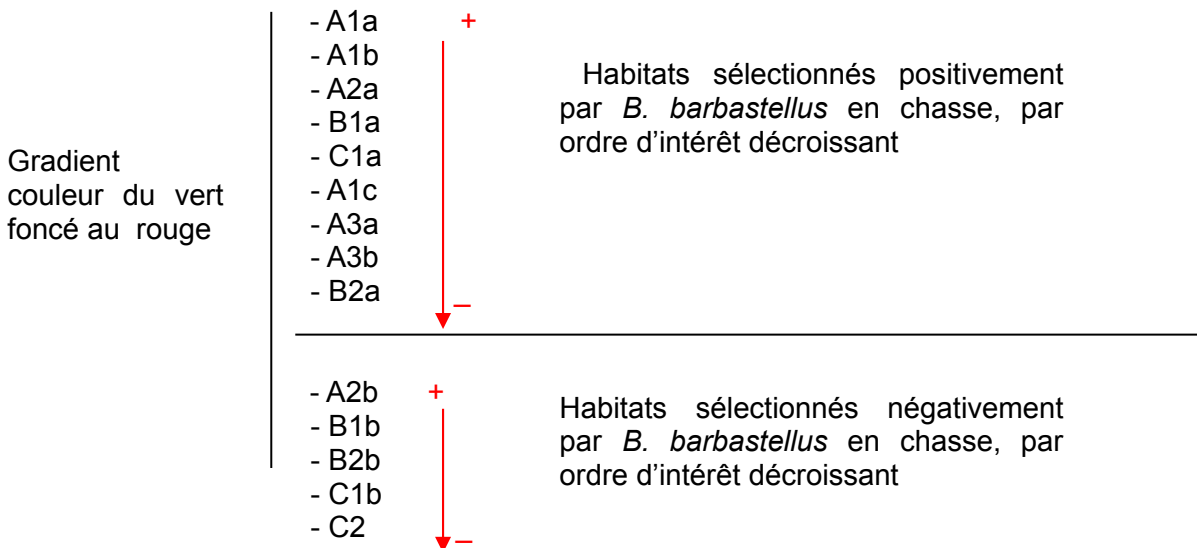 Gradient
couleur du vert
foncé au rouge
- A1a +
- A1b
- A2a
- B1a
- C1a
- A1c
- A3a
- A3b
- B2a
–
Habitats sélectionnés positivement
par B. barbastellus en chasse, par
ordre d’intérêt décroissant
- A2b +
- B1b
- B2b
- C1b
- C2
–
Habitats sélectionnés négativement
par B. barbastellus en chasse, par
ordre d’intérêt décroissant